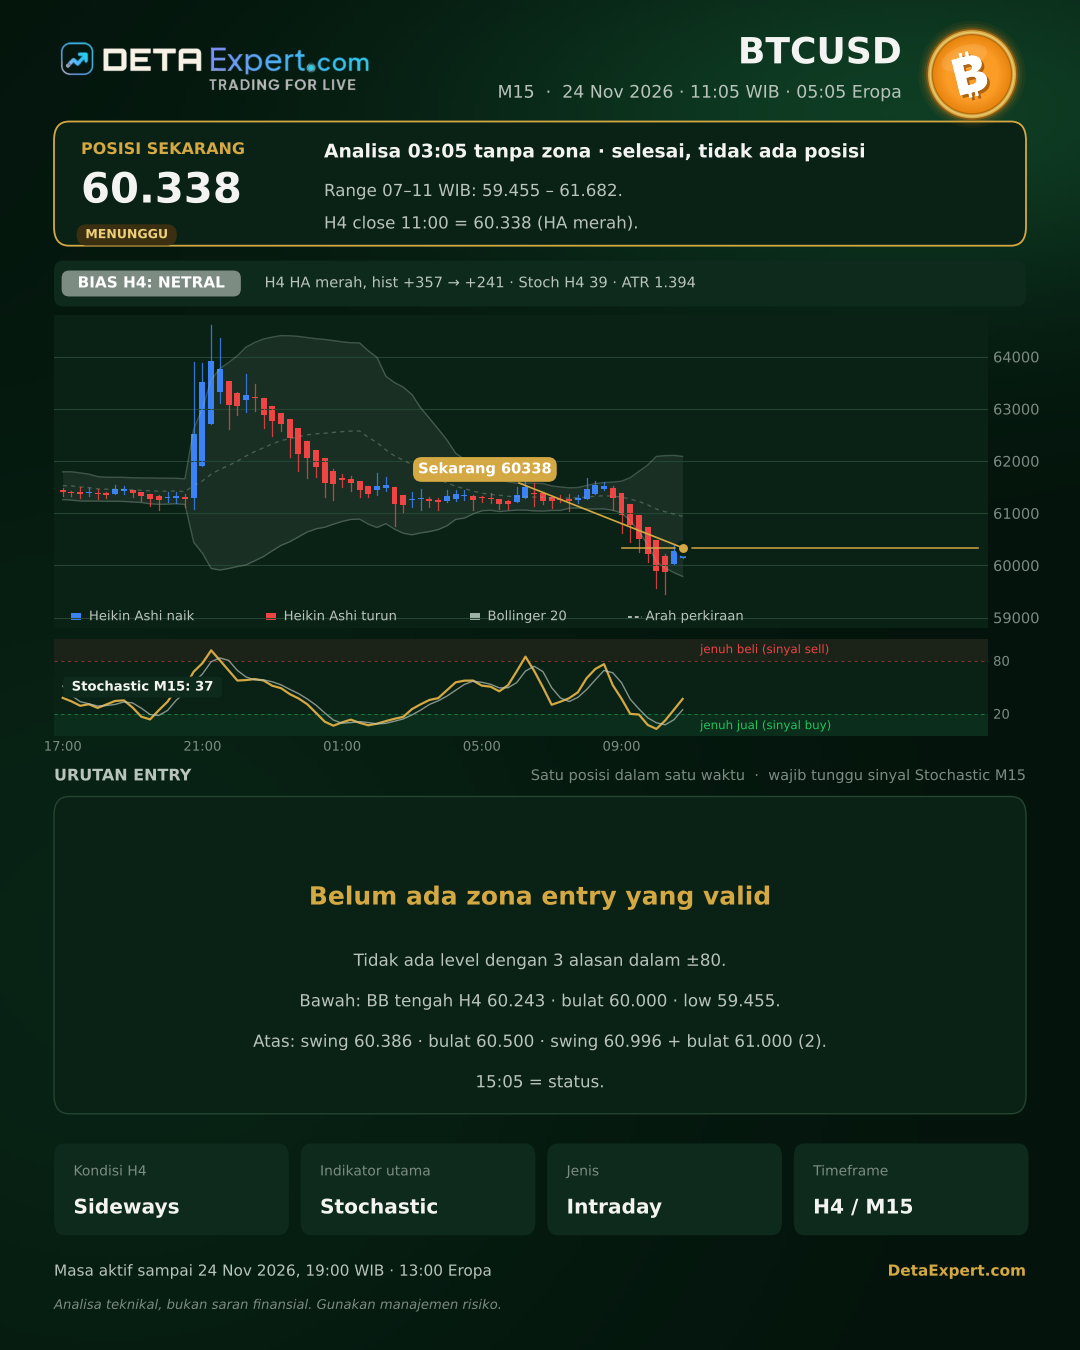 DETA Expert.com
TRADING FOR LIVE
BTCUSD
M15 · 24 Nov 2026 · 11:05 WIB · 05:05 Eropa
POSISI SEKARANG
60.338
MENUNGGU
Analisa 03:05 tanpa zona · selesai, tidak ada posisi
Range 07–11 WIB: 59.455 – 61.682.
H4 close 11:00 = 60.338 (HA merah).
BIAS H4: NETRAL
H4 HA merah, hist +357 → +241 · Stoch H4 39 · ATR 1.394
64000
63000
62000
61000
60000
59000
Sekarang 60338
Heikin Ashi naik
Heikin Ashi turun
Bollinger 20
Arah perkiraan
jenuh beli (sinyal sell)
80
Stochastic M15: 37
20
jenuh jual (sinyal buy)
17:00 21:00 01:00 05:00 09:00
URUTAN ENTRY
Satu posisi dalam satu waktu · wajib tunggu sinyal Stochastic M15
Belum ada zona entry yang valid
Tidak ada level dengan 3 alasan dalam ±80.
Bawah: BB tengah H4 60.243 · bulat 60.000 · low 59.455.
Atas: swing 60.386 · bulat 60.500 · swing 60.996 + bulat 61.000 (2).
15:05 = status.
Kondisi H4
Sideways
Indikator utama
Stochastic
Jenis
Intraday
Timeframe
H4 / M15
Masa aktif sampai 24 Nov 2026, 19:00 WIB · 13:00 Eropa
DetaExpert.com
Analisa teknikal, bukan saran finansial. Gunakan manajemen risiko.